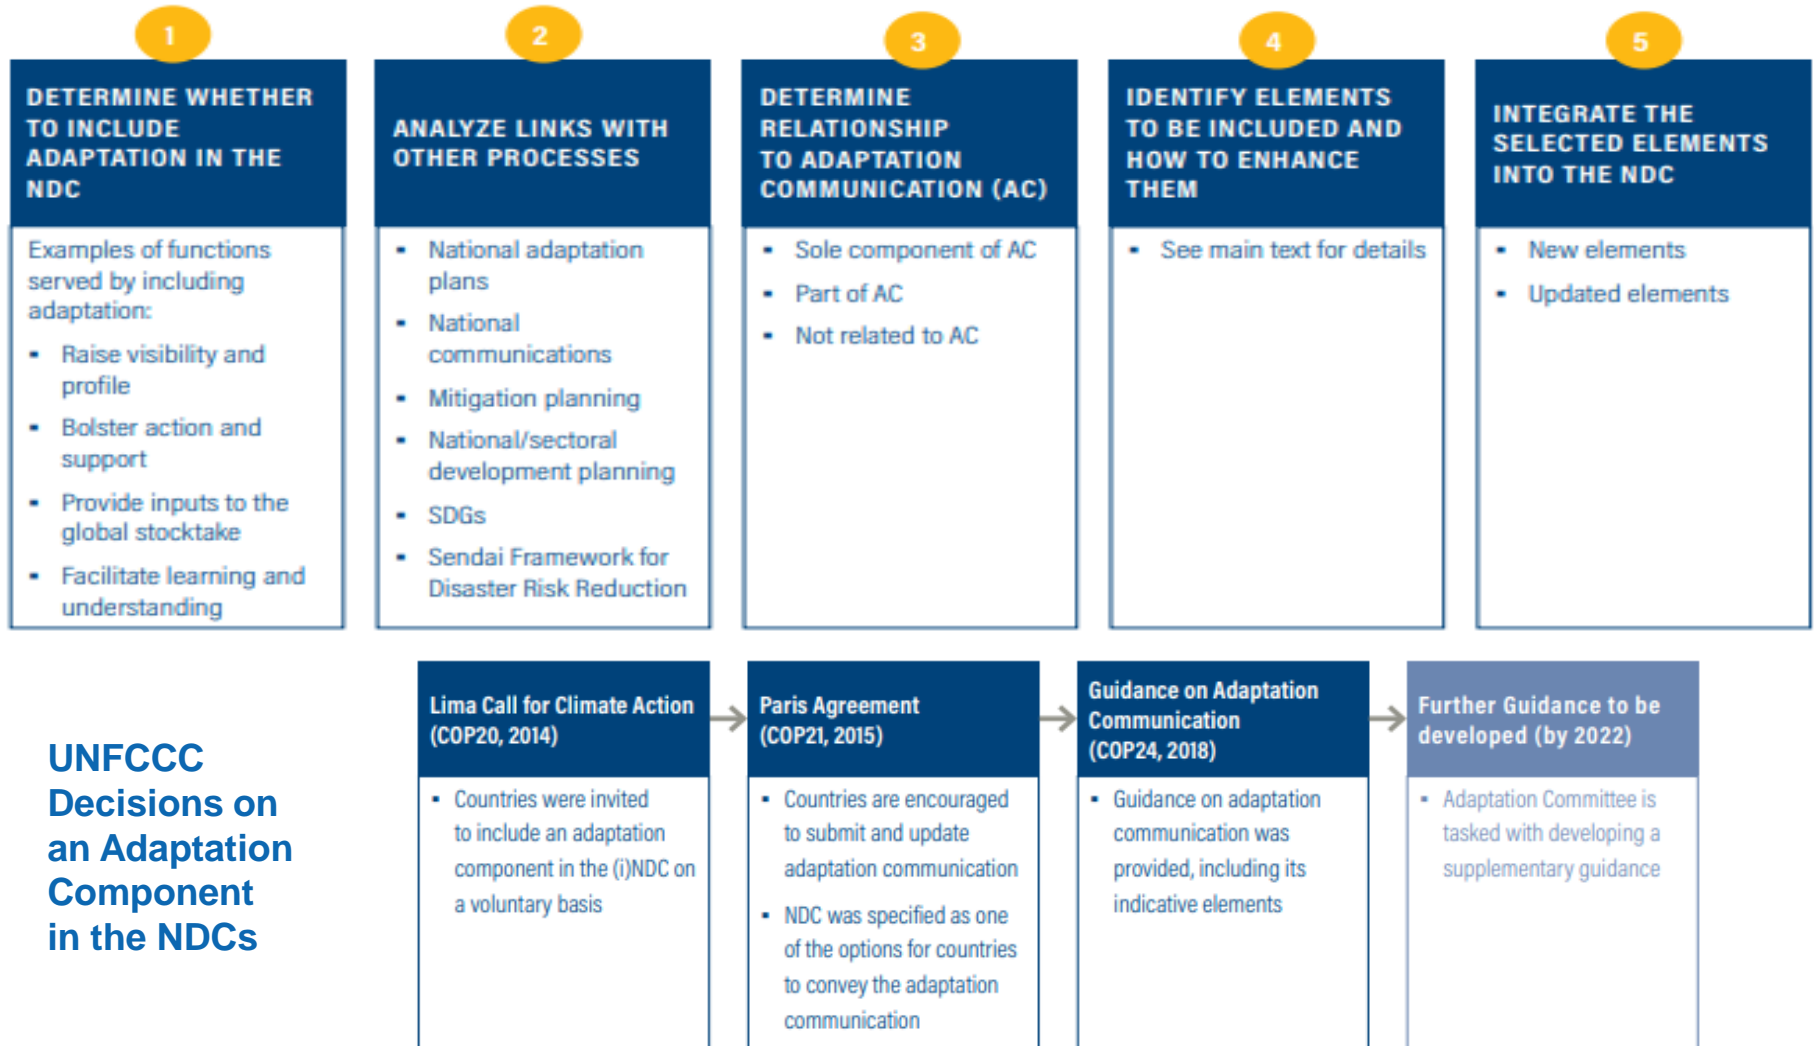 1
DETERMINE WHETHER
TO INCLUDE
ADAPTATION IN THE
NDC
Examples of functions
served by including
adaptation:
▪ Raise visibility and
profile
▪ Bolster action and
support
▪ Provide inputs to the
global stocktake
▪ Facilitate learning and
understanding
2
ANALYZE LINKS WITH
OTHER PROCESSES
▪ National adaptation
plans
▪ National
communications
▪ Mitigation planning
▪ National/sectoral
development planning
▪ SDGs
▪ Sendai Framework for
Disaster Risk Reduction
3
DETERMINE
RELATIONSHIP
TO ADAPTATION
COMMUNICATION (AC)
▪ Sole component of AC
▪ Part of AC
▪ Not related to AC
4
IDENTIFY ELEMENTS
TO BE INCLUDED AND
HOW TO ENHANCE
THEM
▪ See main text for details
5
INTEGRATE THE
SELECTED ELEMENTS
INTO THE NDC
▪ New elements
▪ Updated elements
UNFCCC
Decisions on
an Adaptation
Component
in the NDCs
Lima Call for Climate Action
(COP20, 2014)
▪ Countries were invited
to include an adaptation
component in the (i)NDC on
a voluntary basis
Paris Agreement
(COP21, 2015)
▪ Countries are encouraged
to submit and update
adaptation communication
▪ NDC was specified as one
of the options for countries
to convey the adaptation
communication
Guidance on Adaptation
Communication
(COP24, 2018)
▪ Guidance on adaptation
communication was
provided, including its
indicative elements
Further Guidance to be
developed (by 2022)
▪ Adaptation Committee is
tasked with developing a
supplementary guidance